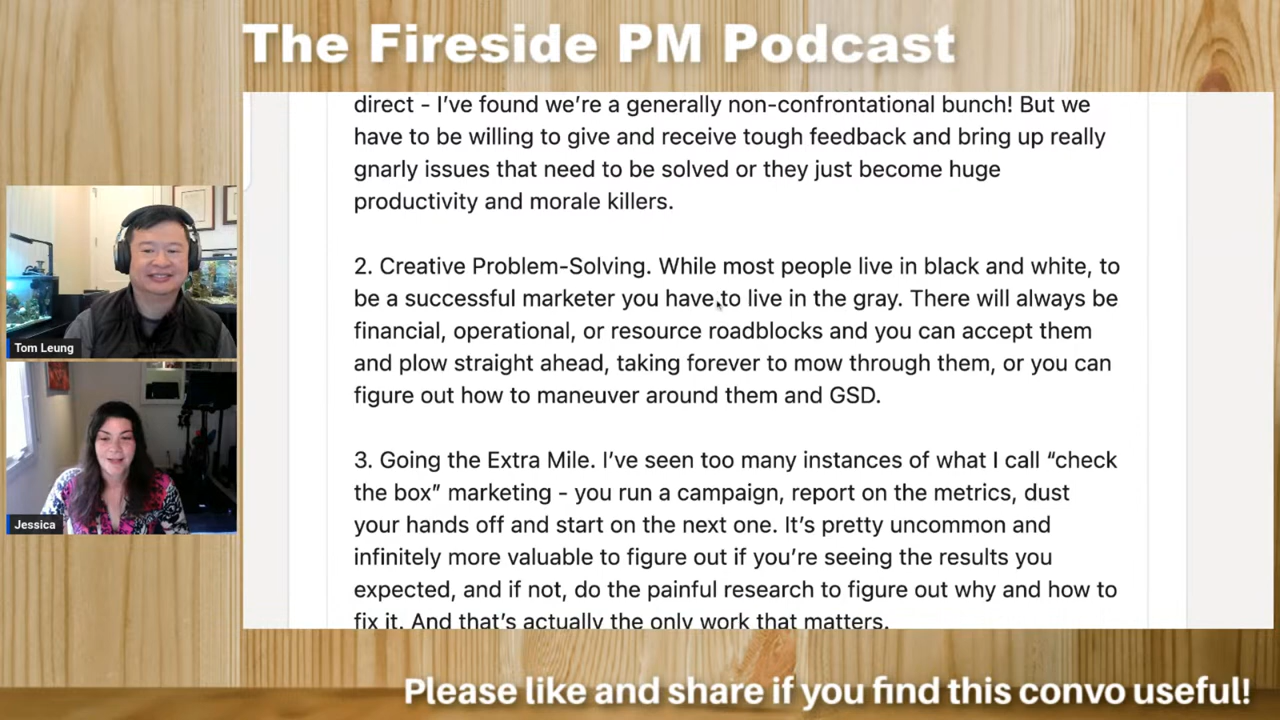 The Fireside PM Podcast
direct - I've found we're a generally non-confrontational bunch! But we
have to be willing to give and receive tough feedback and bring up really
gnarly issues that need to be solved or they just become huge
productivity and morale killers.
2. Creative Problem-Solving. While most people live in black and white, to
be a successful marketer you have to live in the gray. There will always be
financial, operational, or resource roadblocks and you can accept them
and plow straight ahead, taking forever to mow through them, or you can
figure out how to maneuver around them and GSD.
3. Going the Extra Mile. I've seen too many instances of what I call “check
the box” marketing - you run a campaign, report on the metrics, dust
your hands off and start on the next one. It's pretty uncommon and
infinitely more valuable to figure out if you're seeing the results you
expected, and if not, do the painful research to figure out why and how to
fix it. And that's actually the only work that matters.
Tom Leung
Jessica
Please like and share if you find this convo useful!